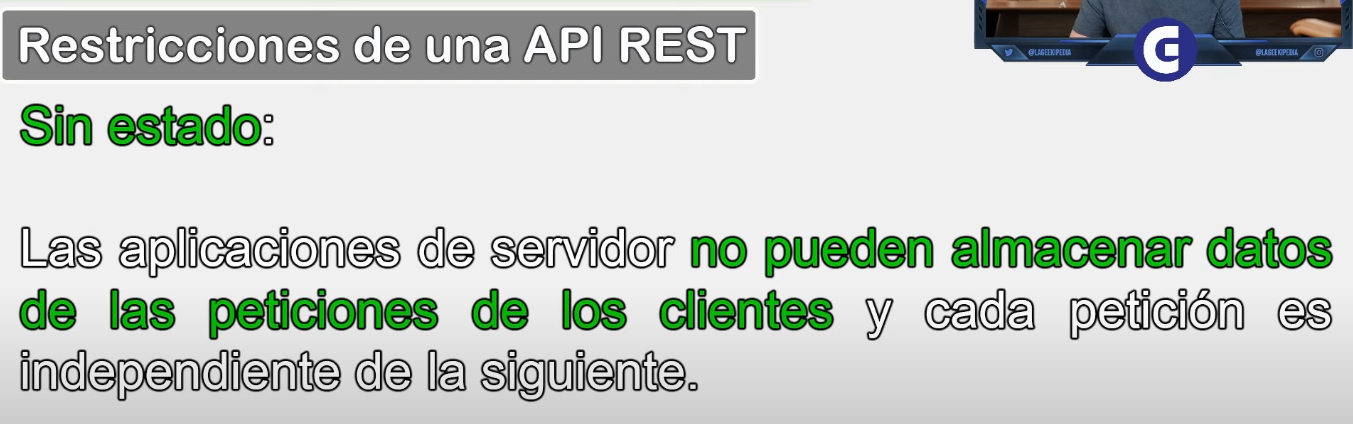 Restricciones de una API REST
@LAGEEKIPEDIA
@LAGEEKIPEDIA
G
Sin estado:
Las aplicaciones de servidor no pueden almacenar datos
de las peticiones de los clientes y cada petición es
independiente de la siguiente.